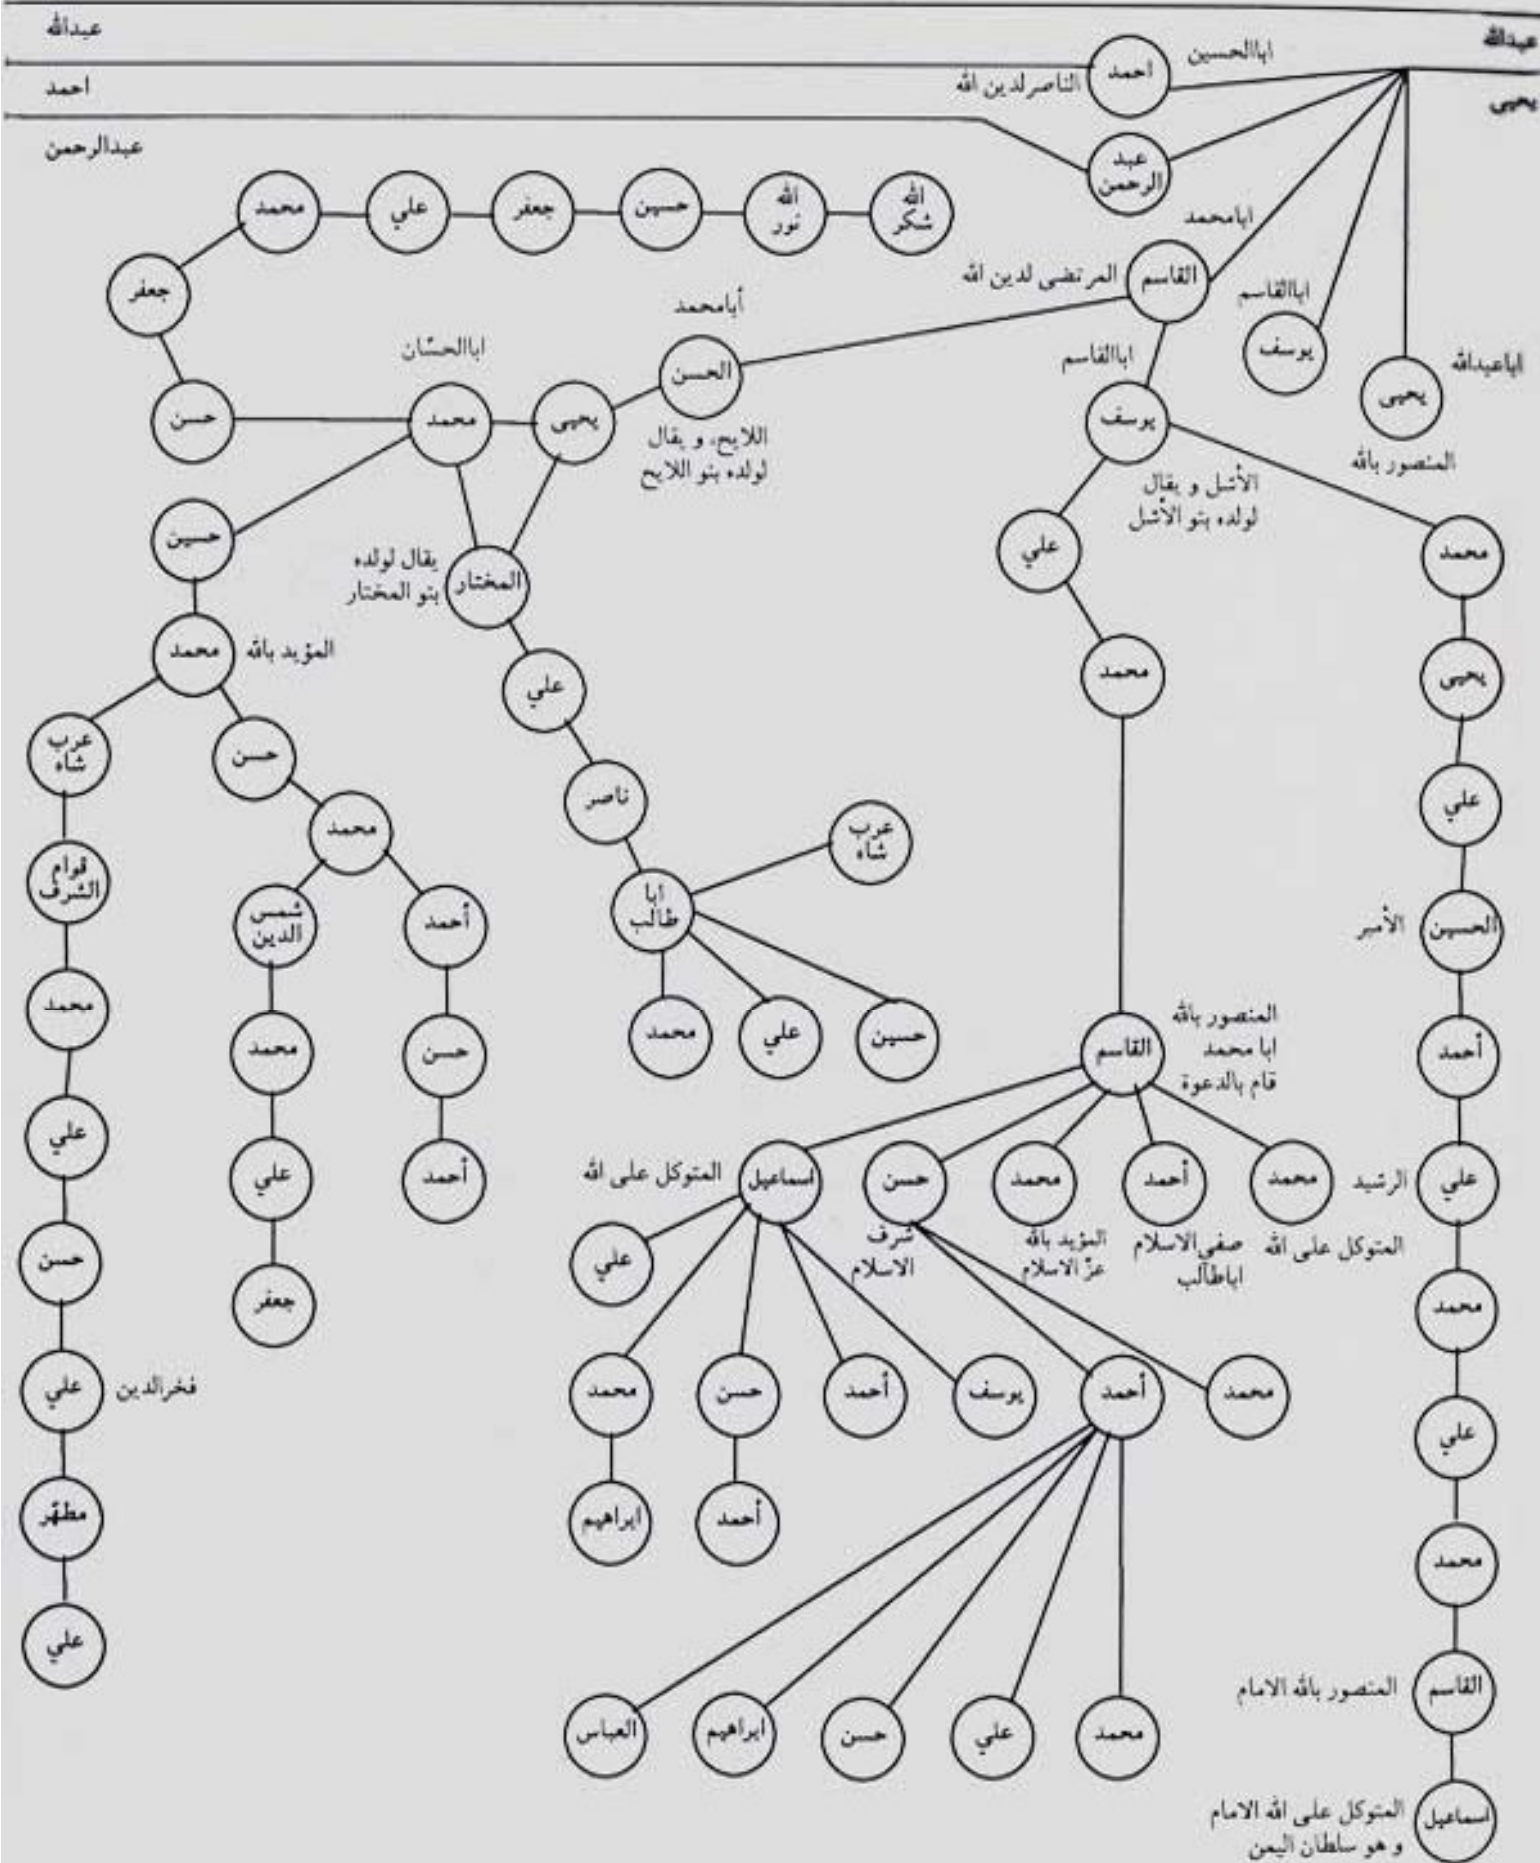 عبدالله
عبدالله
اباالحسين
احمد
الناصر لدين الله
احمد
يحيى
عبد
الرحمن
عبدالرحمن
الله
شكر
الله
نور
حسين
جعفر
علي
محمد
جعفر
حسن
ابامحمد
القاسم
المرتضى لدين الله
اباالقاسم
يوسف
اباعبدالله
يحيى
المنصور بالله
أبامحمد
الحسن
اللايح، و يقال
لولده بنو اللايح
يحيى
اباالحسّان
محمد
اباالقاسم
يوسف
الأشل و يقال
لولده بنو الأشل
حسين
يقال لولده
بنو المختار
المختار
علي
محمد
محمد
المؤيد بالله
علي
محمد
يحيى
عرب
شاه
حسن
محمد
ناصر
عرب
شاه
علي
قوام
الشرف
شمس
الدين
أحمد
ابا
طالب
الحسين
الأمير
محمد
محمد
حسن
محمد
علي
حسين
المنصور بالله
ابا محمد
قام بالدعوة
القاسم
أحمد
علي
علي
أحمد
اسماعيل
المتوكل على الله
حسن
شرف
الاسلام
محمد
المؤيد بالله
عزّ الاسلام
أحمد
صفي الاسلام
اباطالب
محمد
المتوكل على الله
علي
الرشيد
حسن
جعفر
علي
محمد
علي
فخرالدين
محمد
حسن
أحمد
يوسف
أحمد
محمد
علي
مطهّر
ابراهيم
أحمد
محمد
علي
العباس
ابراهيم
حسن
علي
محمد
القاسم
المنصور بالله الامام
اسماعيل
المتوكل على الله الامام
و هو سلطان اليمن